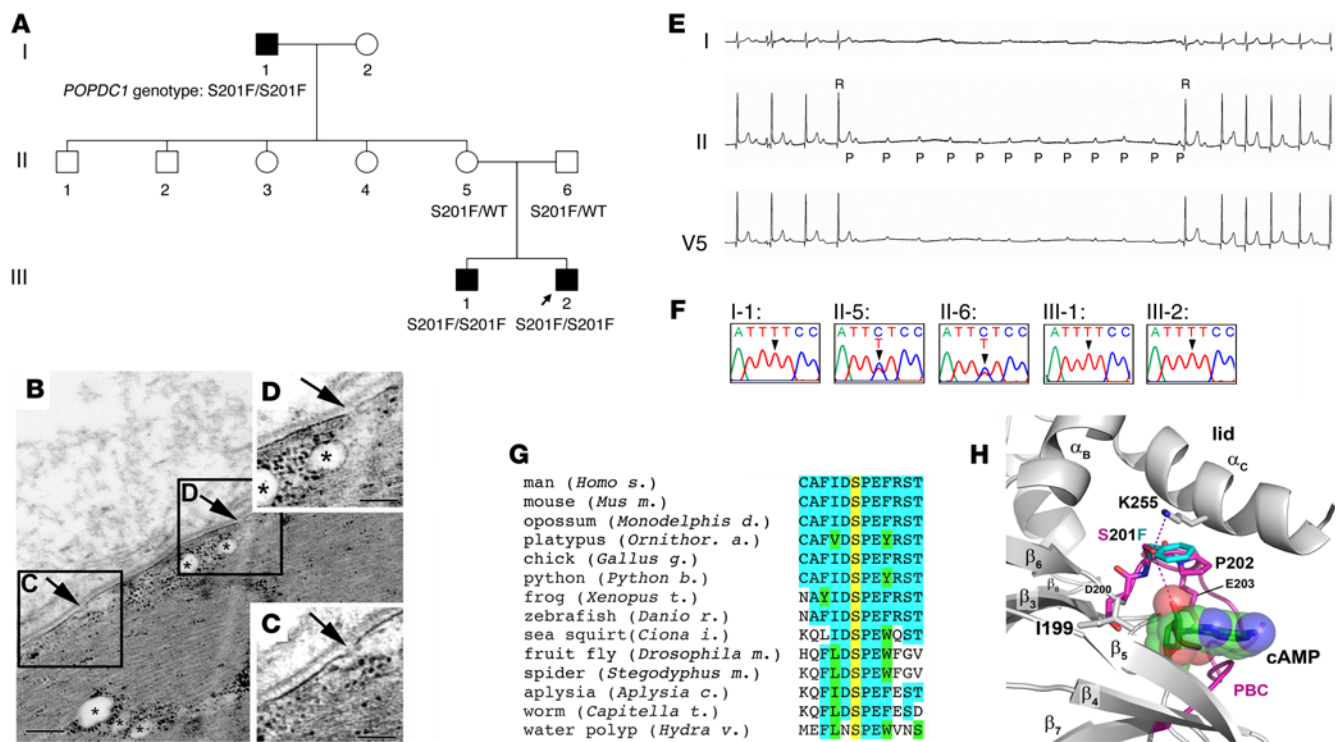 A
I
1
2
POPDC1 genotype: S201F/S201F
II
1
2
3
4
5
6
S201F/WT
S201F/WT
III
1
2
S201F/S201F
S201F/S201F
B
D
D
C
C
*
*
*
*
*
*
*
E
I
R
R
II
P P P P P P P P P P P
V5
F
I-1:
II-5:
II-6:
III-1:
III-2:
A T T T T C C
A T T C T C C
T
A T T C T C C
T
A T T T T C C
A T T T T C C
G
man (Homo s.) CAFIDSPEFRST
mouse (Mus m.) CAFIDSPEFRST
opossum (Monodelphis d.) CAFIDSPEFRST
platypus (Ornithor. a.) CAFVDSPEYRST
chick (Gallus g.) CAFIDSPEFRST
python (Python b.) CAFIDSPEYRST
frog (Xenopus t.) NAYIDSPEFRST
zebrafish (Danio r.) NAFIDSPEFRST
sea squirt(Ciona i.) KQLIDSPEWQST
fruit fly (Drosophila m.) HQFLDSPEWFGV
spider (Stegodyphus m.) KQFLDSPEWFGV
aplysia (Aplysia c.) KQFIDSPEFEST
worm (Capitella t.) KQFLDSPEFESD
water polyp (Hydra v.) MEFLNSPEWVNS
H
lid
αB
αC
K255
S201F
β6
P202
β8
E203
β3
D200
I199
β5
cAMP
β4
PBC
β7